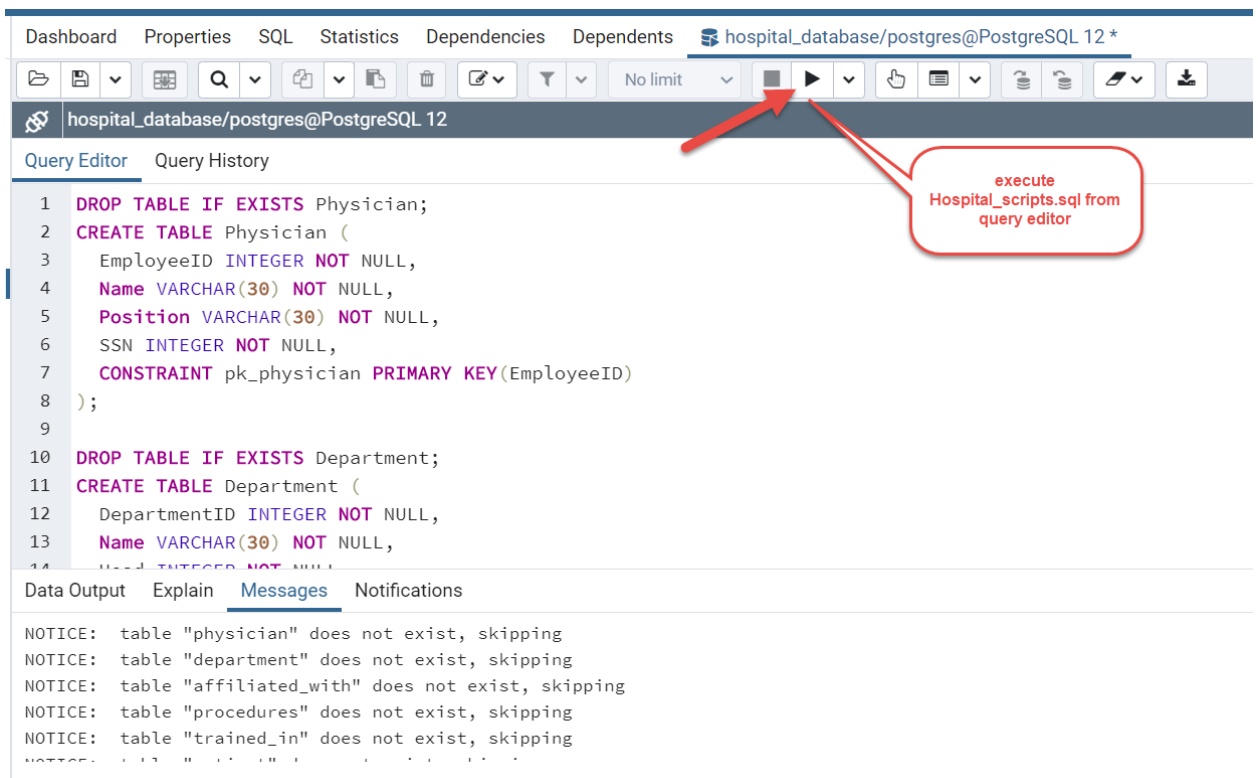 Dashboard Properties SQL Statistics Dependencies Dependents hospital_database/postgres@PostgreSQL 12 *
No limit
hospital_database/postgres@PostgreSQL 12
Query Editor Query History
execute
Hospital_scripts.sql from
query editor
1 DROP TABLE IF EXISTS Physician;
2 CREATE TABLE Physician (
3 EmployeeID INTEGER NOT NULL,
4 Name VARCHAR(30) NOT NULL,
5 Position VARCHAR(30) NOT NULL,
6 SSN INTEGER NOT NULL,
7 CONSTRAINT pk_physician PRIMARY KEY(EmployeeID)
8 );
9
10 DROP TABLE IF EXISTS Department;
11 CREATE TABLE Department (
12 DepartmentID INTEGER NOT NULL,
13 Name VARCHAR(30) NOT NULL,
14 INTEGER NOT NULL
Data Output Explain Messages Notifications
NOTICE: table "physician" does not exist, skipping
NOTICE: table "department" does not exist, skipping
NOTICE: table "affiliated_with" does not exist, skipping
NOTICE: table "procedures" does not exist, skipping
NOTICE: table "trained_in" does not exist, skipping